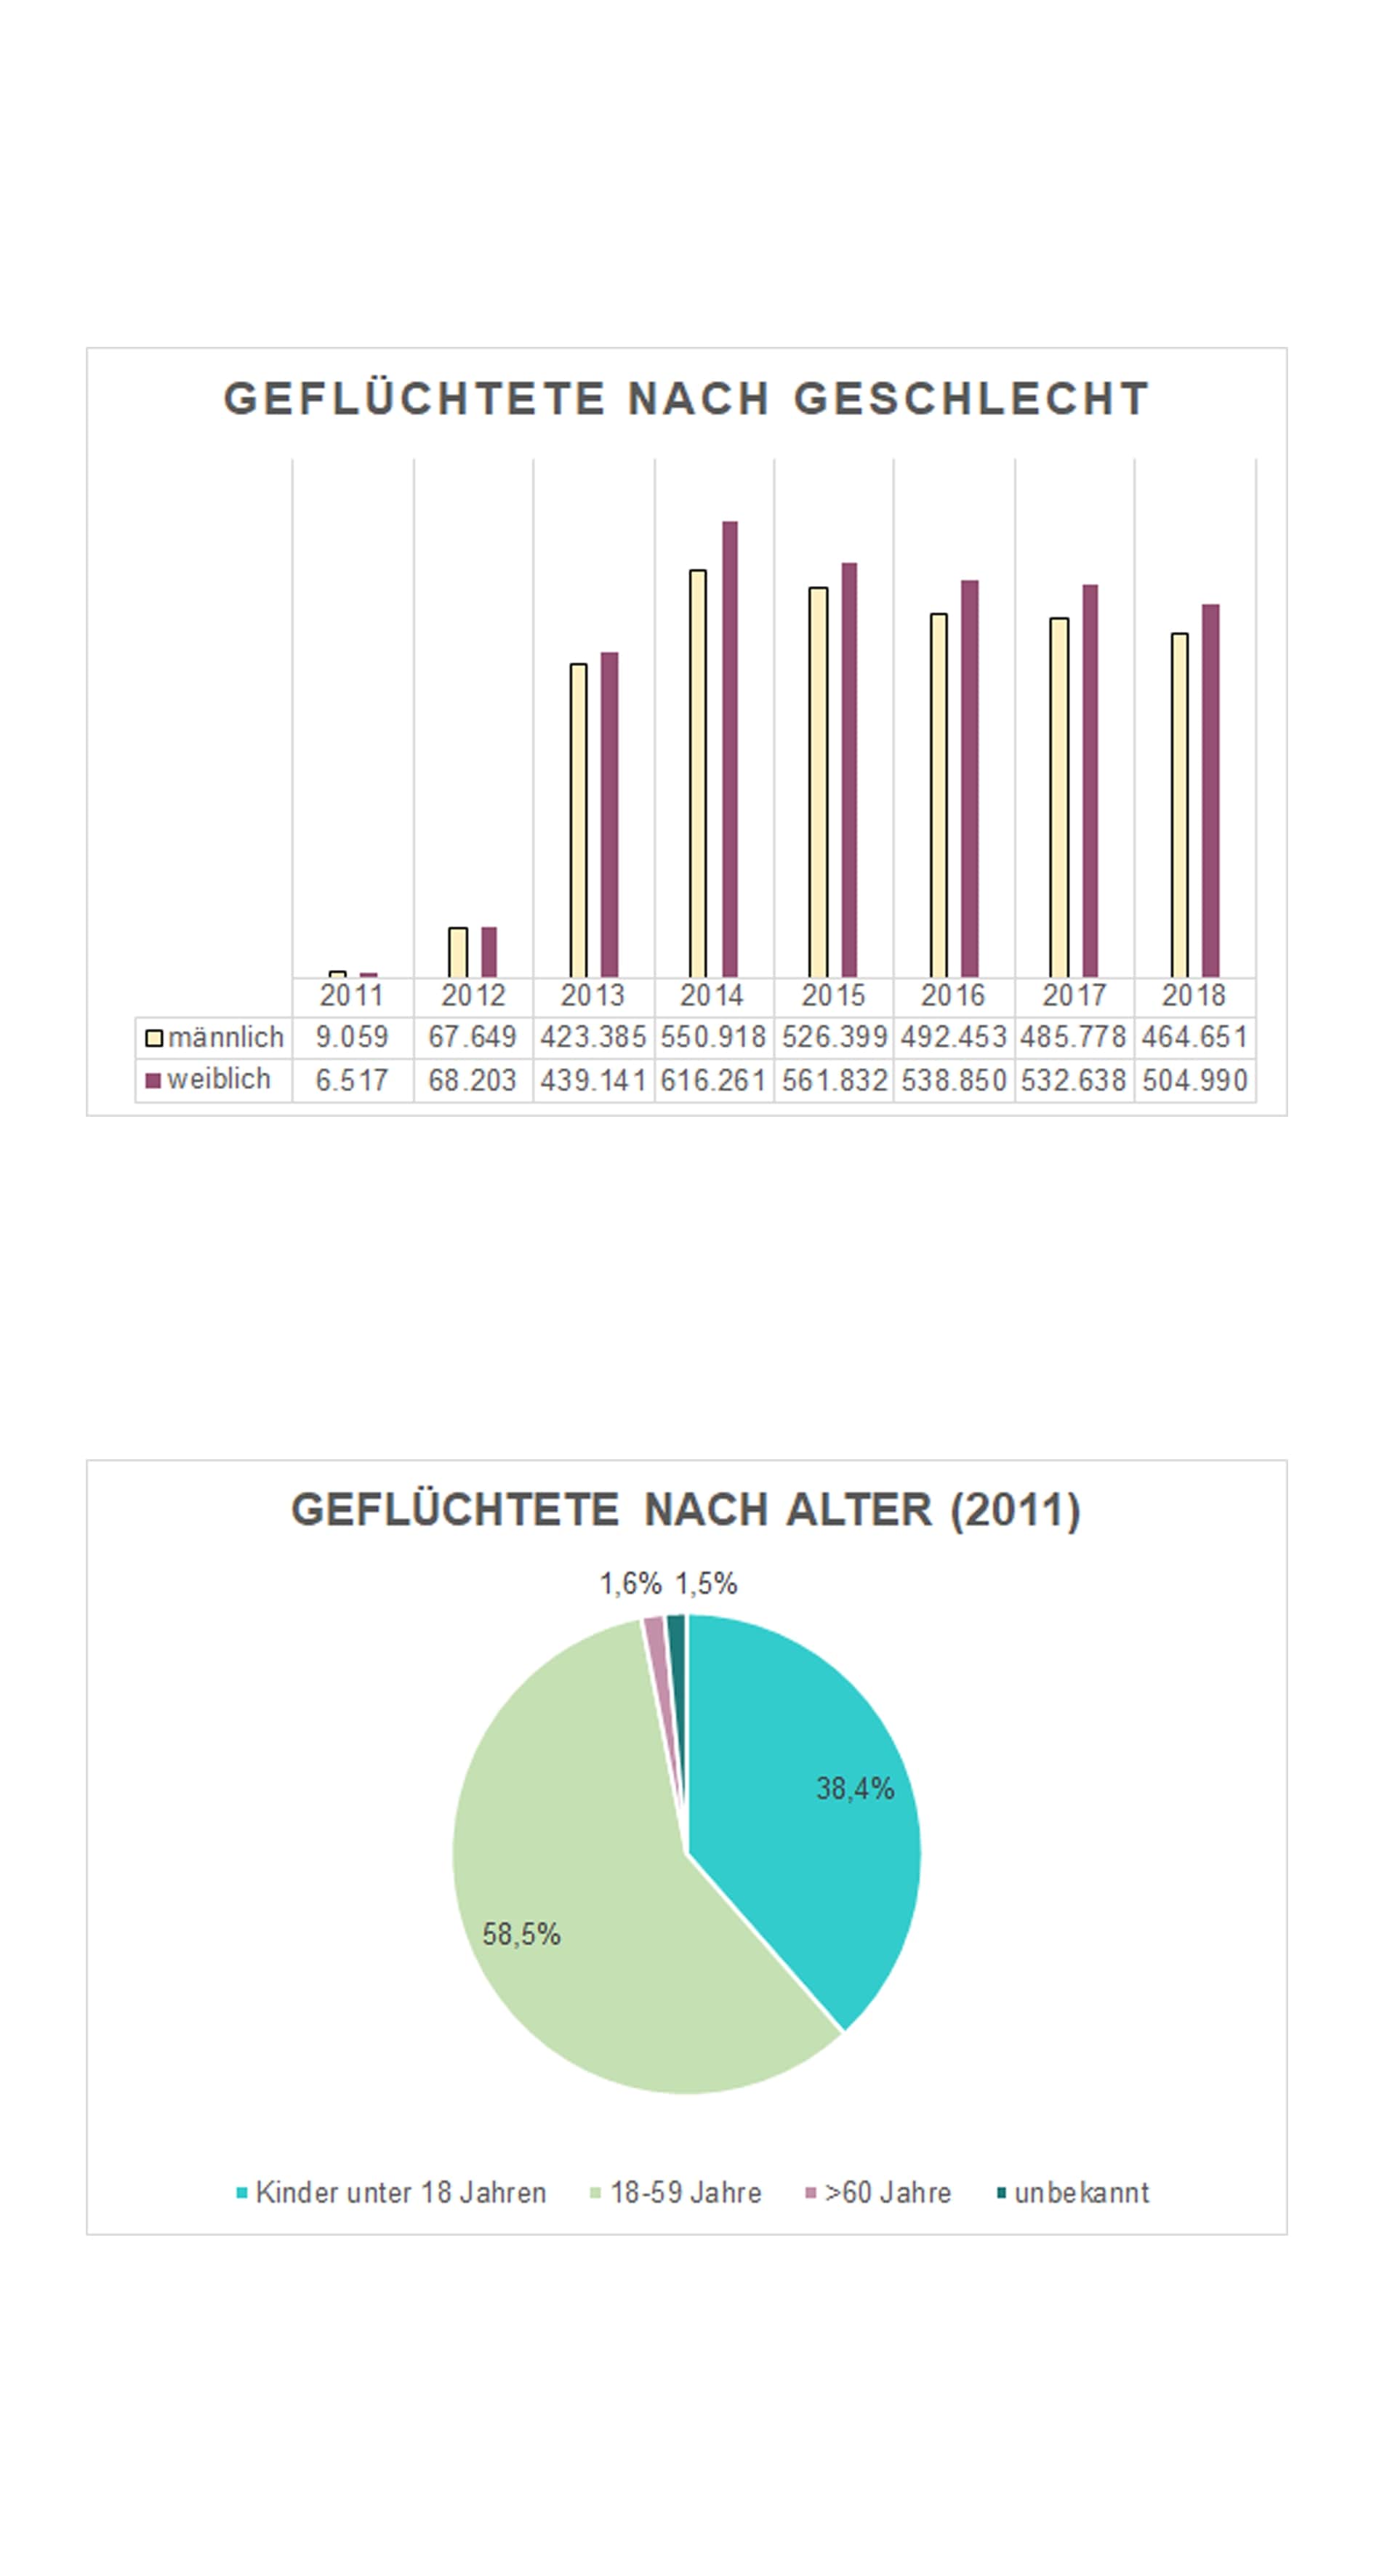 GEFLÜCHTETE NACH GESCHLECHT
2011 2012 2013 2014 2015 2016 2017 2018
männlich 9.059 67.649 423.385 550.918 526.399 492.453 485.778 464.651
weiblich 6.517 68.203 439.141 616.261 561.832 538.850 532.638 504.990
GEFLÜCHTETE NACH ALTER (2011)
1,6% 1,5%
38,4%
58,5%
Kinder unter 18 Jahren 18-59 Jahre >60 Jahre unbekannt